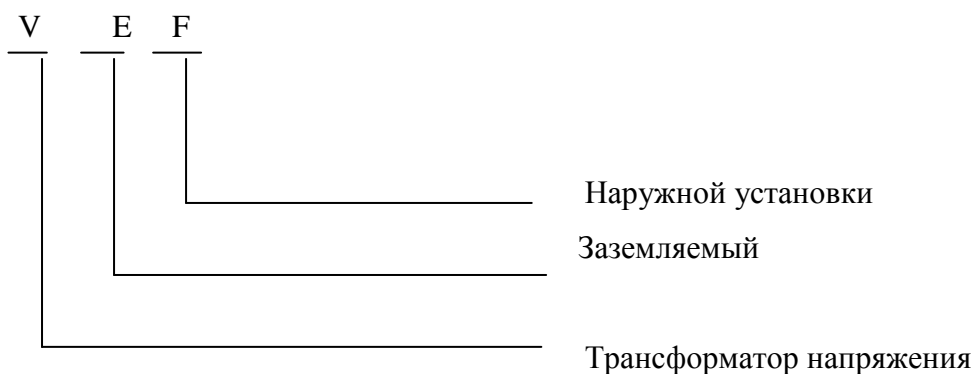 V E F
Наружной установки
Заземляемый
Трансформатор напряжения